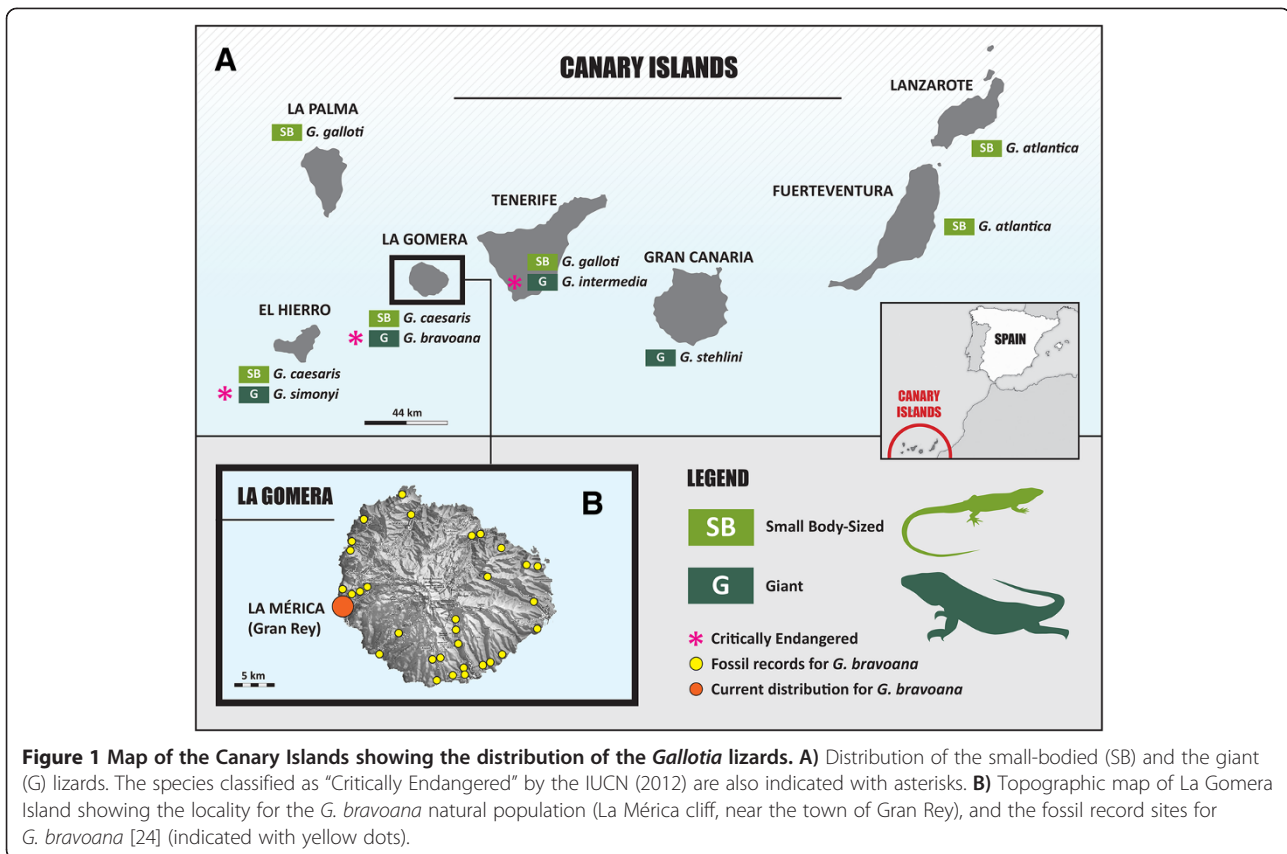 A
CANARY ISLANDS
LA PALMA
SB G. galloti
TENERIFE
SB G. galloti
* G G. intermedia
LA GOMERA
SB G. caesaris
* G G. bravoana
EL HIERRO
SB G. caesaris
* G G. simonyi
44 km
GRAN CANARIA
G G. stehlini
LANZAROTE
SB G. atlantica
FUERTEVENTURA
SB G. atlantica
SPAIN
CANARY
ISLANDS
LA GOMERA
B
LA MÉRICA
(Gran Rey)
5 km
LEGEND
SB Small Body-Sized
G Giant
* Critically Endangered
Fossil records for G. bravoana
Current distribution for G. bravoana
Figure 1 Map of the Canary Islands showing the distribution of the Gallotia lizards. A) Distribution of the small-bodied (SB) and the giant
(G) lizards. The species classified as “Critically Endangered” by the IUCN (2012) are also indicated with asterisks. B) Topographic map of La Gomera
Island showing the locality for the G. bravoana natural population (La Mérica cliff, near the town of Gran Rey), and the fossil record sites for
G. bravoana [24] (indicated with yellow dots).